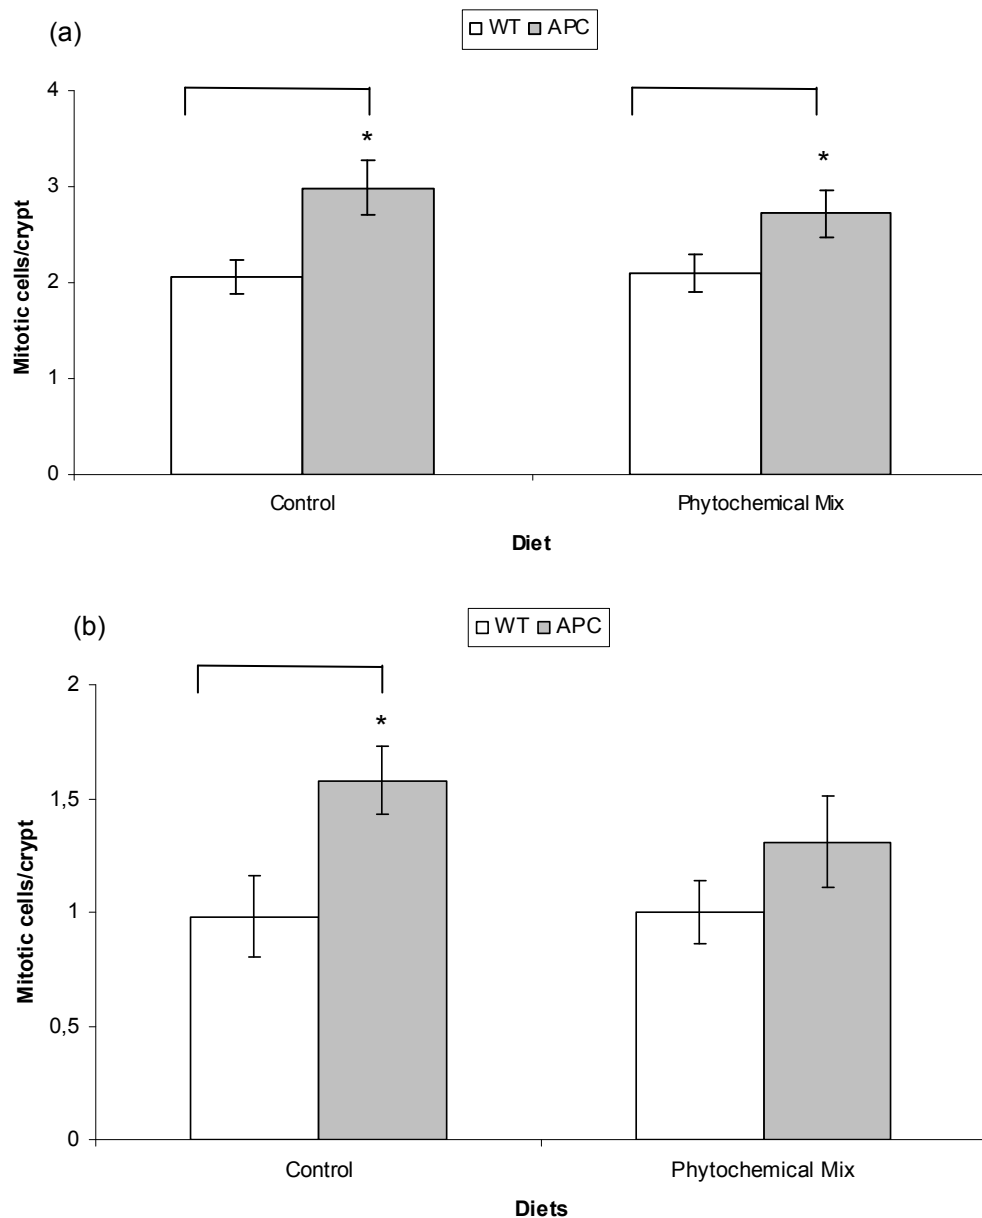 (a)
WT APC
4
3
2
1
0
Mitotic cells/crypt
*
*
Control Phytochemical Mix
Diet
(b)
WT APC
2
1,5
1
0,5
0
Mitotic cells/crypt
*
Control Phytochemical Mix
Diets